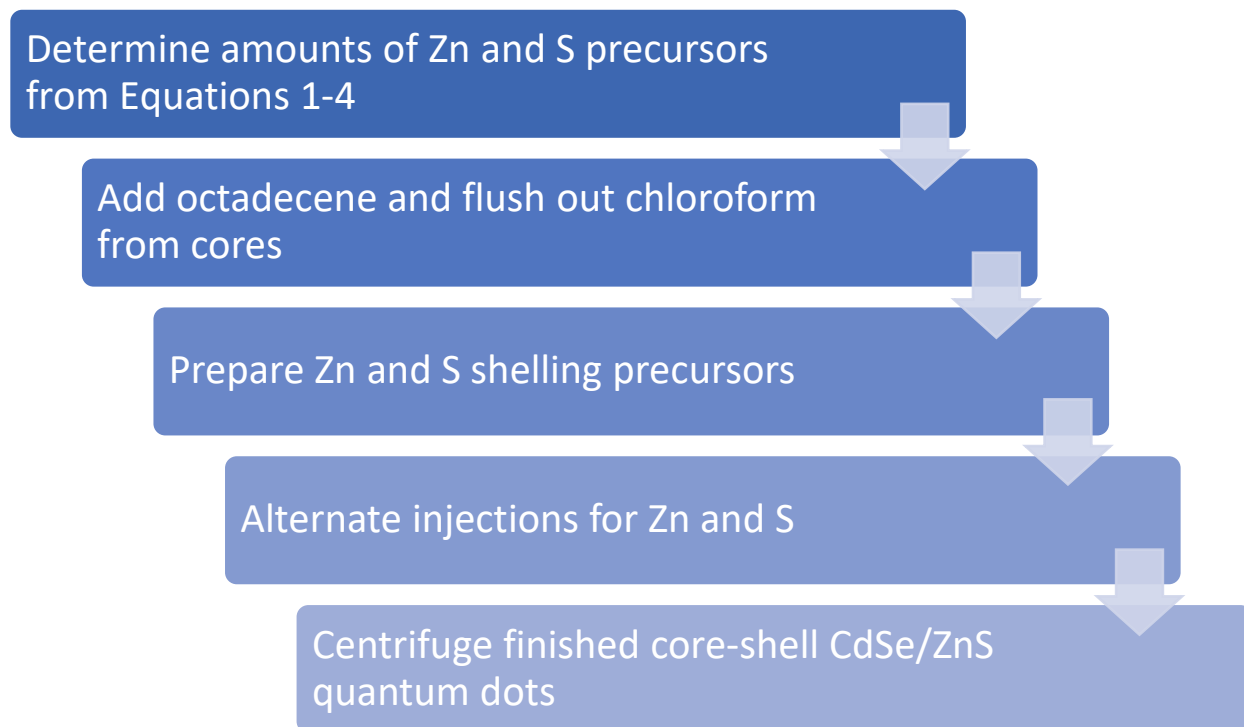 Determine amounts of Zn and S precursors
from Equations 1-4
Add octadecene and flush out chloroform
from cores
Prepare Zn and S shelling precursors
Alternate injections for Zn and S
Centrifuge finished core-shell CdSe/ZnS
quantum dots